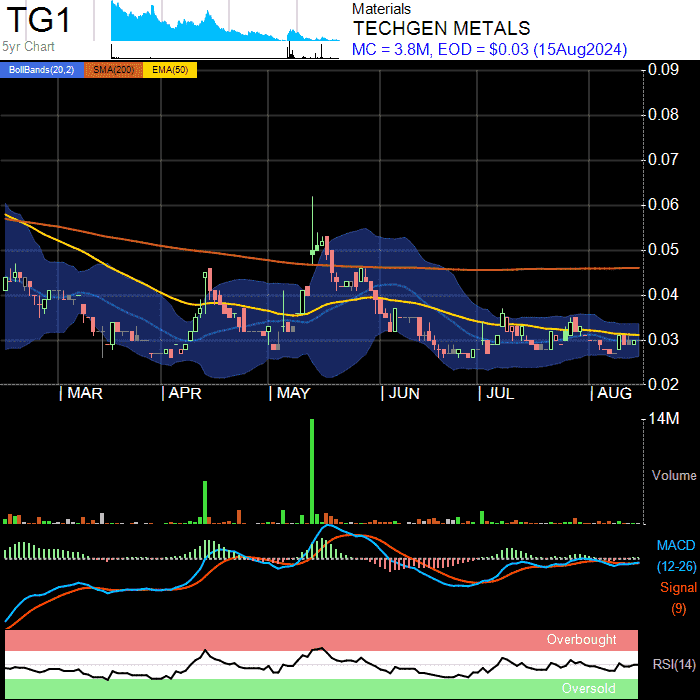 TG1
5yr Chart
Materials
TECHGEN METALS
MC = 3.8M, EOD = $0.03 (15Aug2024)
BollBands(20,2) SMA(200) EMA(50)
0.09
0.08
0.07
0.06
0.05
0.04
0.03
0.02
MAR APR MAY JUN JUL AUG
14M
Volume
MACD
(12-26)
Signal
(9)
Overbought
RSI(14)
Oversold